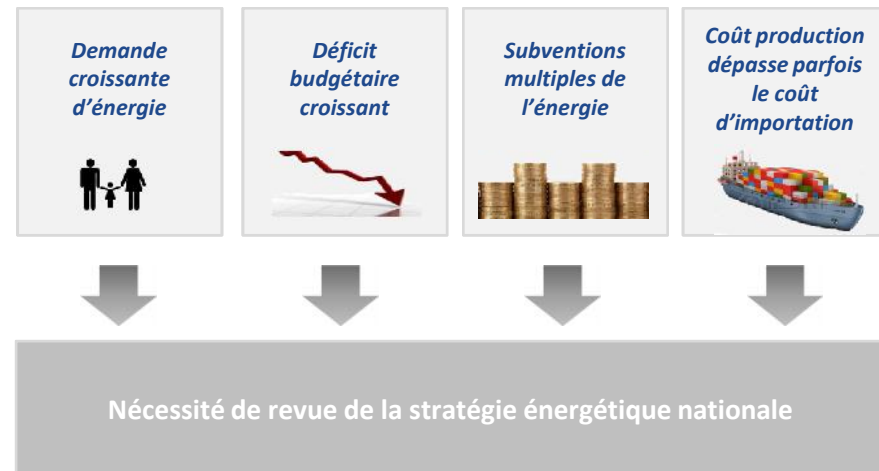 Demande
croissante
d’énergie
Déficit
budgétaire
croissant
Subventions
multiples de
l’énergie
Coût production
dépasse parfois
le coût
d’importation
Nécessité de revue de la stratégie énergétique nationale